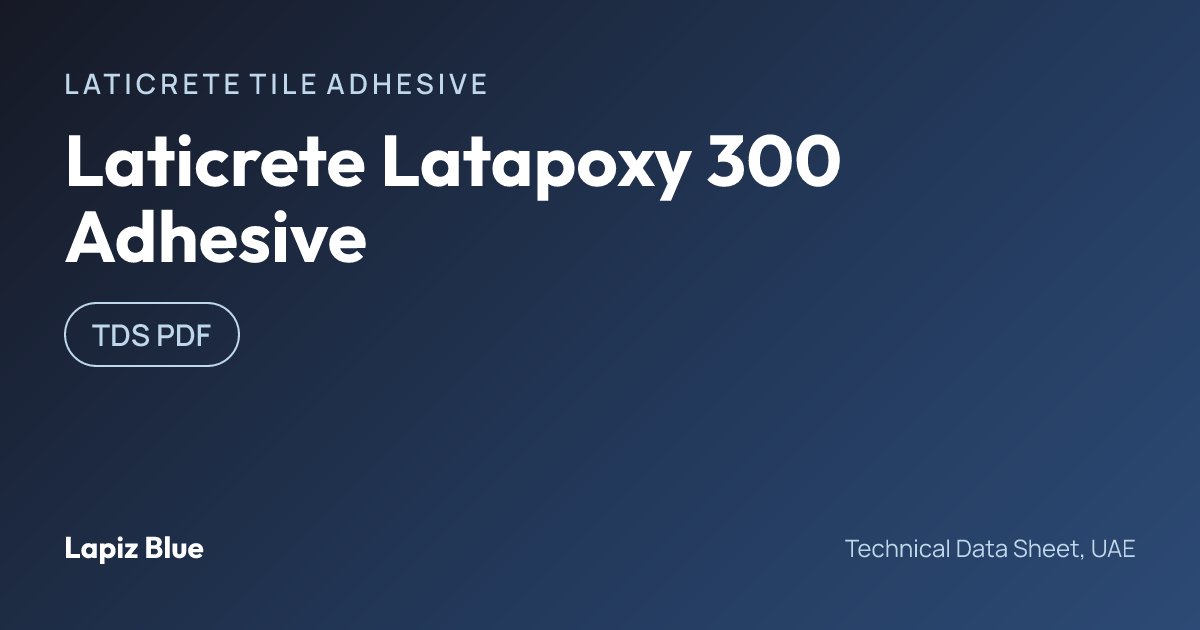 LATICRETE TILE ADHESIVE
Laticrete Latapoxy 300
Adhesive
TDS PDF
Lapiz Blue
Technical Data Sheet, UAE